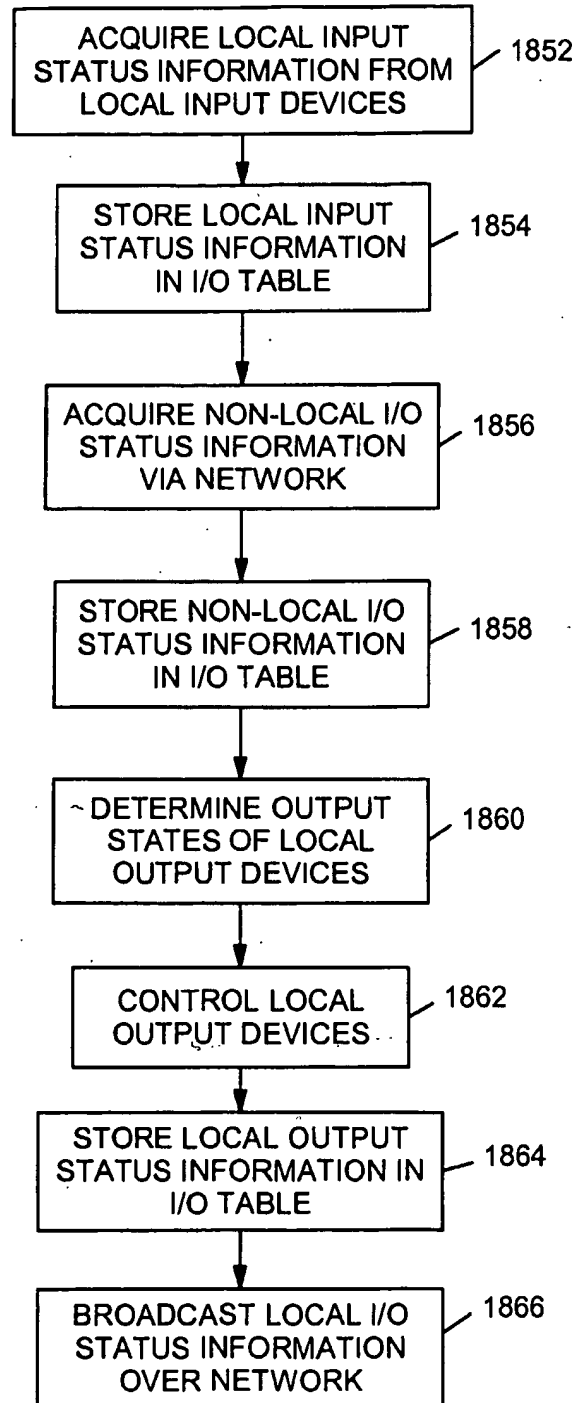 ACQUIRE LOCAL INPUT
STATUS INFORMATION FROM
LOCAL INPUT DEVICES
1852
STORE LOCAL INPUT
STATUS INFORMATION
IN I/O TABLE
1854
ACQUIRE NON-LOCAL I/O
STATUS INFORMATION
VIA NETWORK
1856
STORE NON-LOCAL I/O
STATUS INFORMATION
IN I/O TABLE
1858
DETERMINE OUTPUT
STATES OF LOCAL
OUTPUT DEVICES
1860
CONTROL LOCAL
OUTPUT DEVICES
1862
STORE LOCAL OUTPUT
STATUS INFORMATION IN
I/O TABLE
1864
BROADCAST LOCAL I/O
STATUS INFORMATION
OVER NETWORK
1866